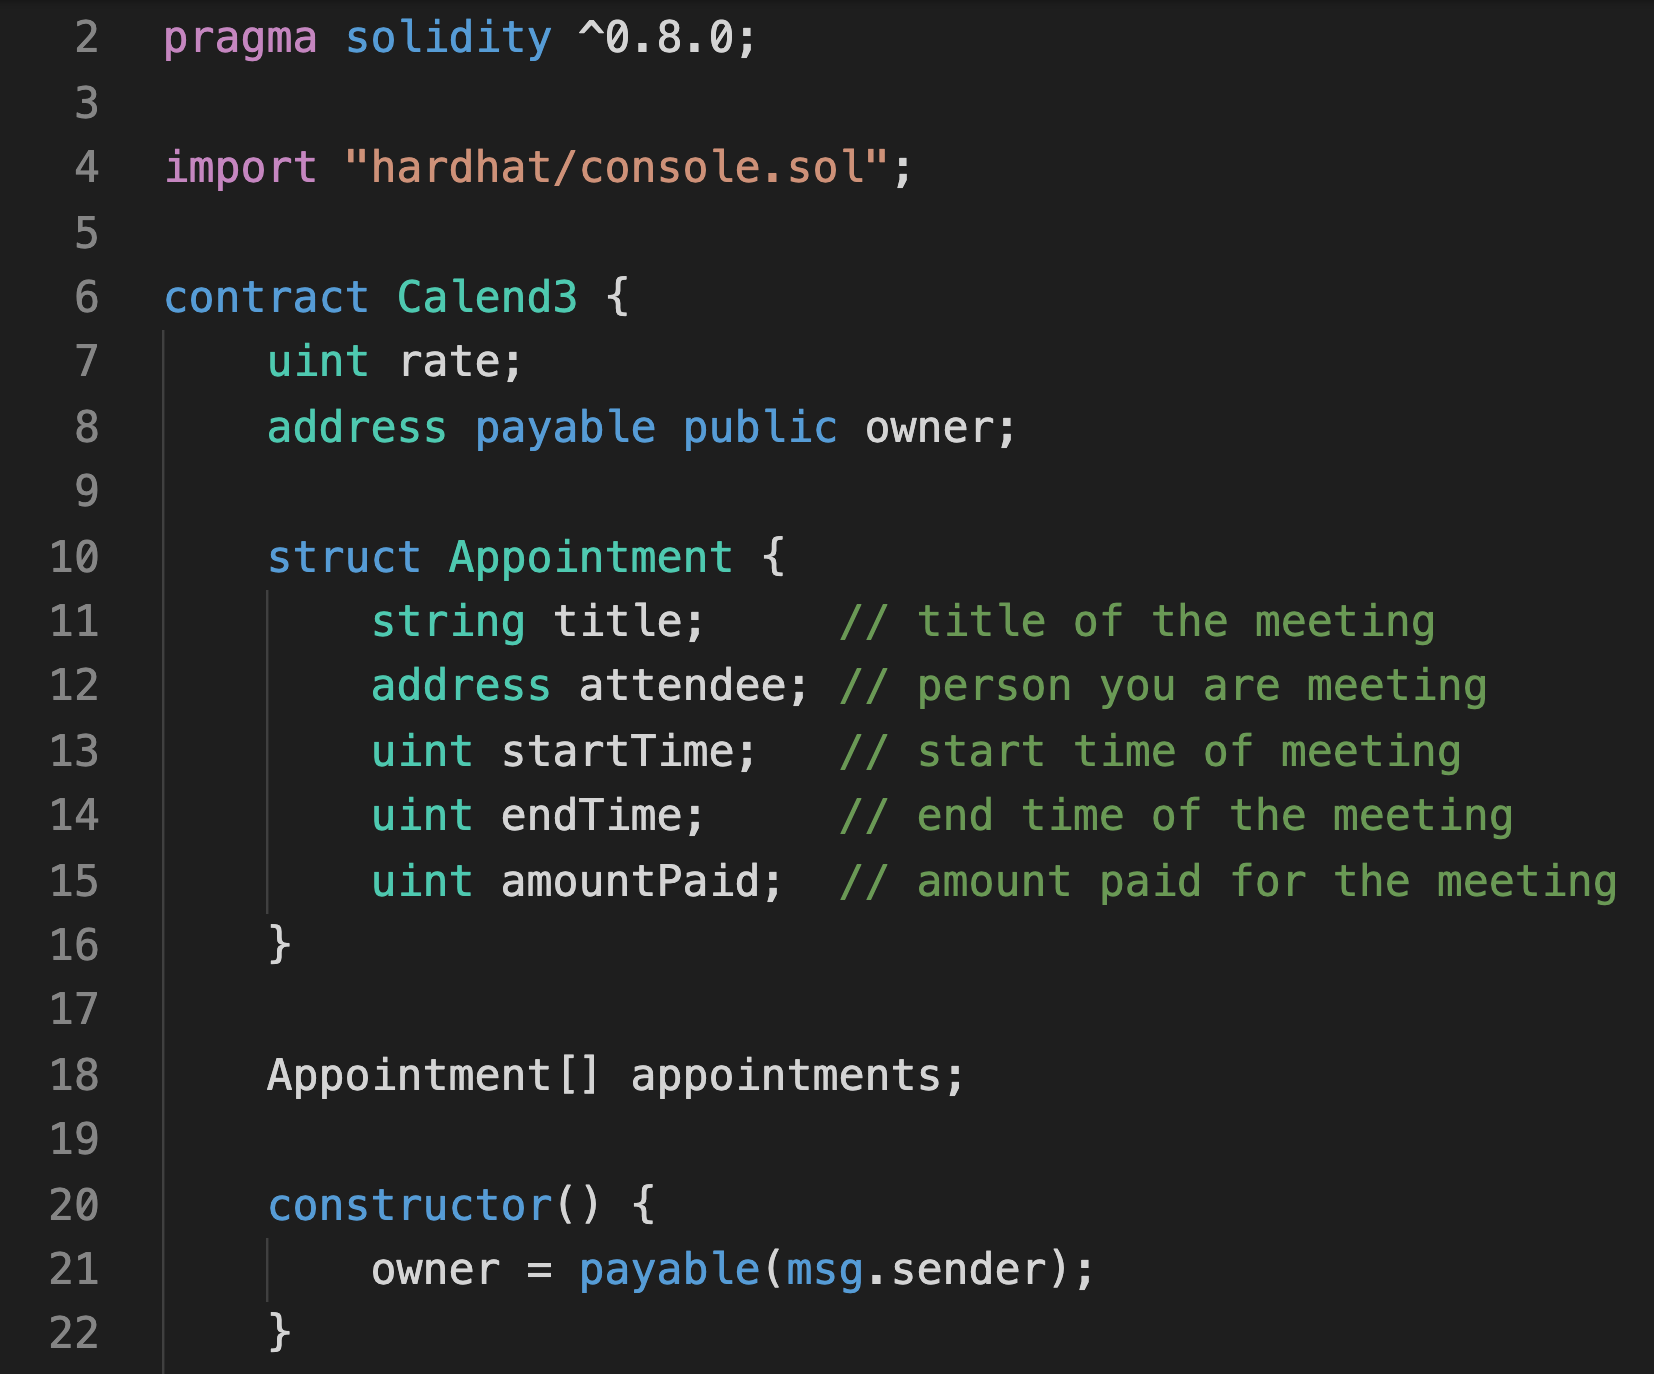 2 pragma solidity ^0.8.0;
3
4 import "hardhat/console.sol";
5
6 contract Calend3 {
7     uint rate;
8     address payable public owner;
9
10     struct Appointment {
11         string title;     // title of the meeting
12         address attendee; // person you are meeting
13         uint startTime;   // start time of meeting
14         uint endTime;     // end time of the meeting
15         uint amountPaid;  // amount paid for the meeting
16     }
17
18     Appointment[] appointments;
19
20     constructor() {
21         owner = payable(msg.sender);
22     }